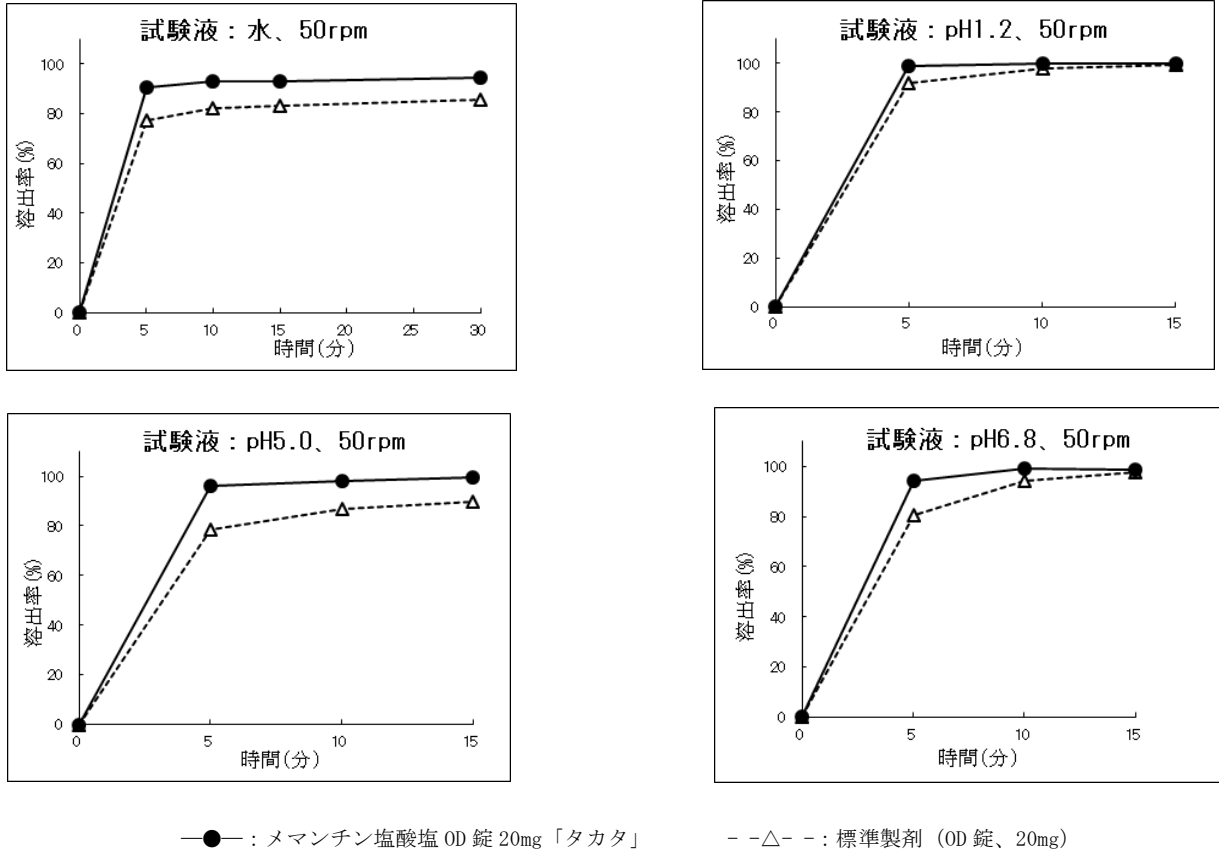 試験液：水、50rpm
100
80
60
40
20
0
溶出率(%)
0 5 10 15 20 25 30
時間(分)
試験液：pH1.2、50rpm
100
80
60
40
20
0
溶出率(%)
0 5 10 15
時間(分)
試験液：pH5.0、50rpm
100
80
60
40
20
0
溶出率(%)
0 5 10 15
時間(分)
試験液：pH6.8、50rpm
100
80
60
40
20
0
溶出率(%)
0 5 10 15
時間(分)
―●―：メマンチン塩酸塩 OD 錠 20mg「タカタ」 - -△- -：標準製剤（OD 錠、20mg）